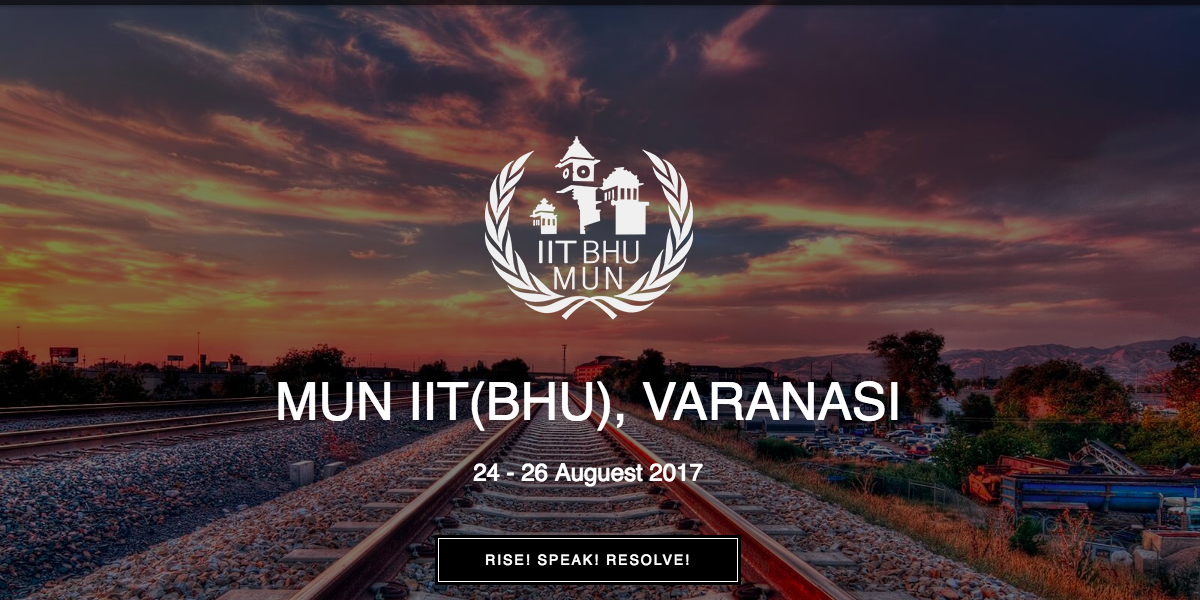 IIT BHU
MUN
MUN IIT(BHU), VARANASI
24 - 26 Auguest 2017
RISE! SPEAK! RESOLVE!